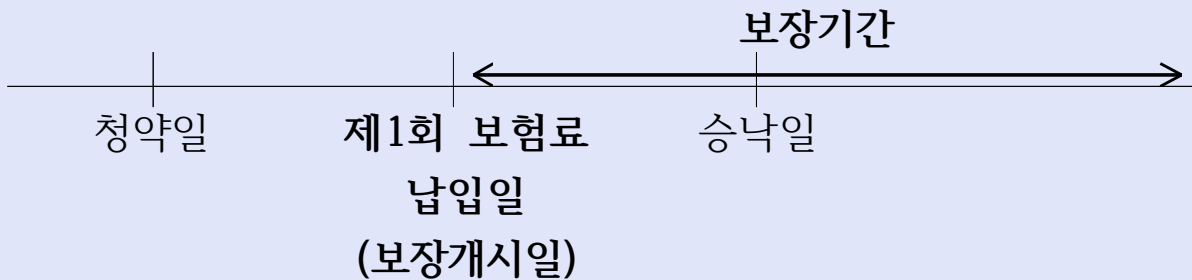 보장기간
청약일
제1회 보험료
납입일
(보장개시일)
승낙일